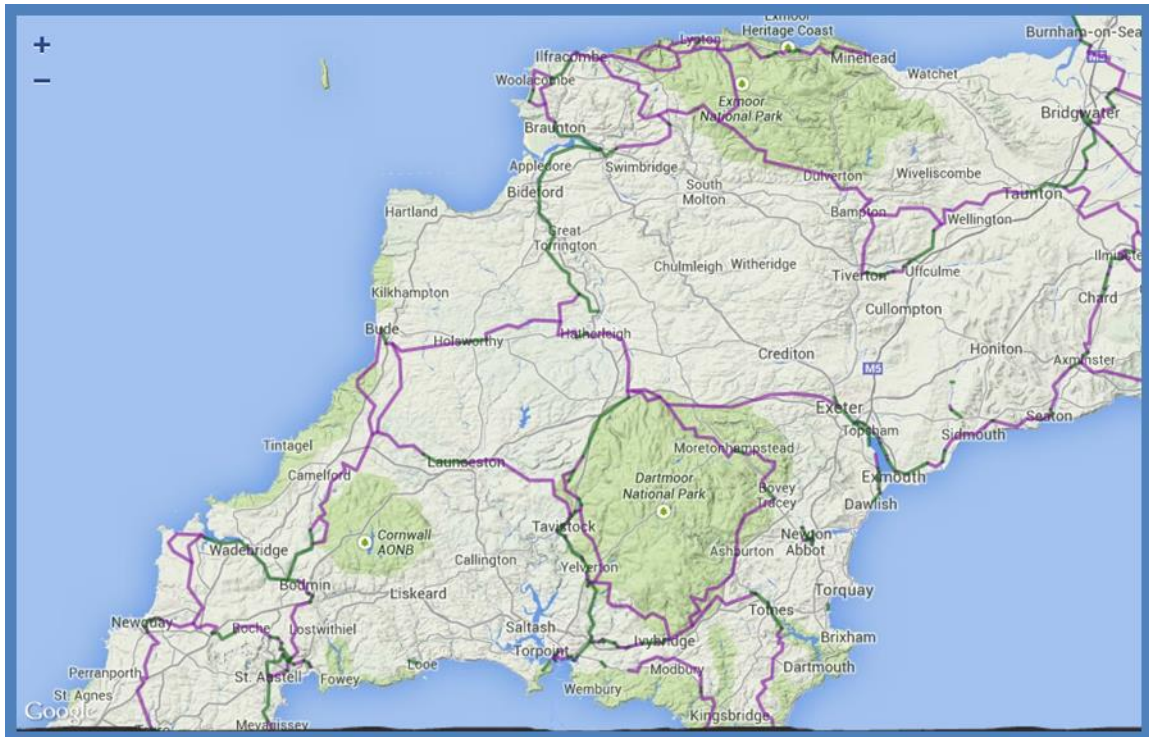 +
−
Exmoor
Heritage Coast
Burnham-on-Sea
Lynton
Ilfracombe
M5
Minehead
Woolacombe
Watchet
Exmoor
National Park
Bridgwater
Braunton
Appledore
Swimbridge
Dulverton
Wiveliscombe
Bideford
South
Molton
Taunton
Hartland
Bampton
Wellington
Great
Torrington
Ilminste
Chulmleigh
Witheridge
Tiverton
Uffculme
Kilkhampton
Chard
Cullompton
Bude
Hatherleigh
Holsworthy
Crediton
Honiton
Axminster
M5
Exeter
Seaton
Topsham
Sidmouth
Tintagel
Moretonhampstead
Launceston
Camelford
Exmouth
Dartmoor
National Park
Bovey
Tracey
Dawlish
Tavistock
Newton
Abbot
Cornwall
AONB
Wadebridge
Ashburton
Callington
Yelverton
Bodmin
Liskeard
Torquay
Totnes
Newquay
Roche
Lostwithiel
Saltash
Ivybridge
Brixham
Torpoint
Looe
Modbury
Dartmouth
Perranporth
St. Austell
Fowey
Wembury
St. Agnes
Google
Kingsbridge
Mevagissey